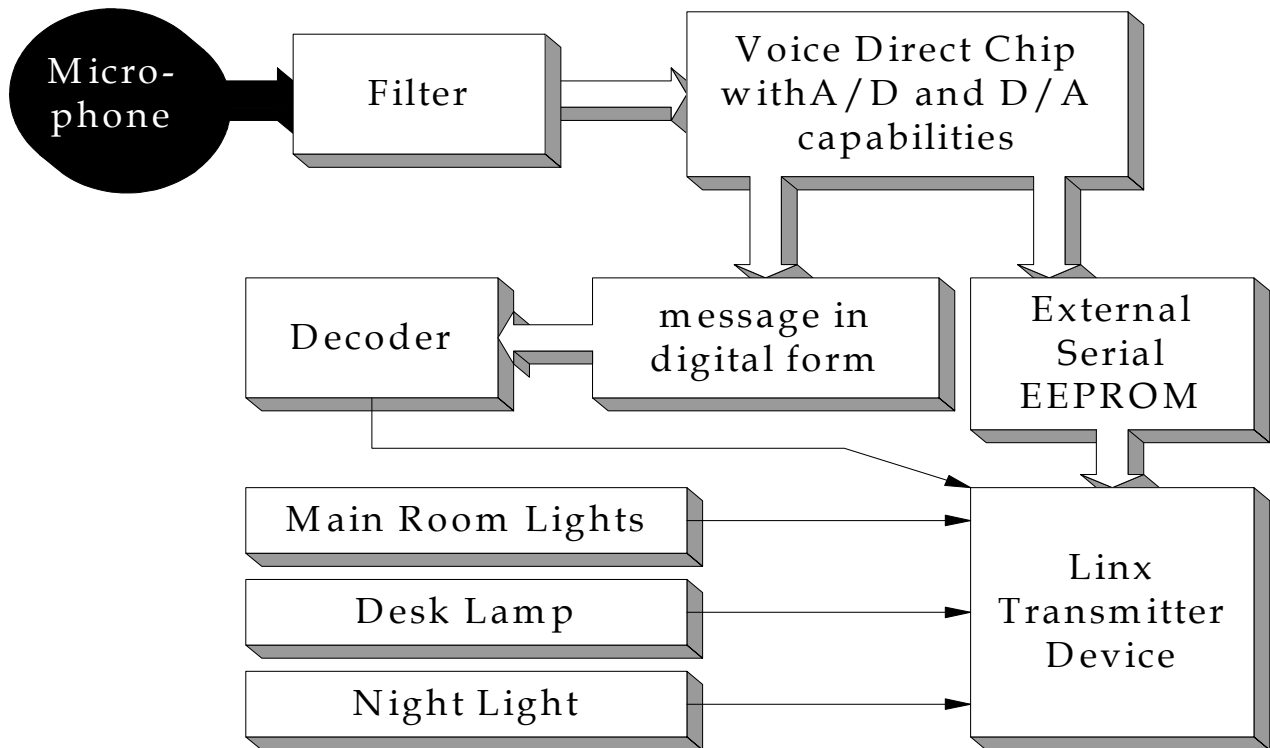 Micro-
phone
Filter
Voice Direct Chip
withA/D and D/A
capabilities
Decoder
message in
digital form
External
Serial
EEPROM
Main Room Lights
Desk Lamp
Night Light
Linx
Transmitter
Device